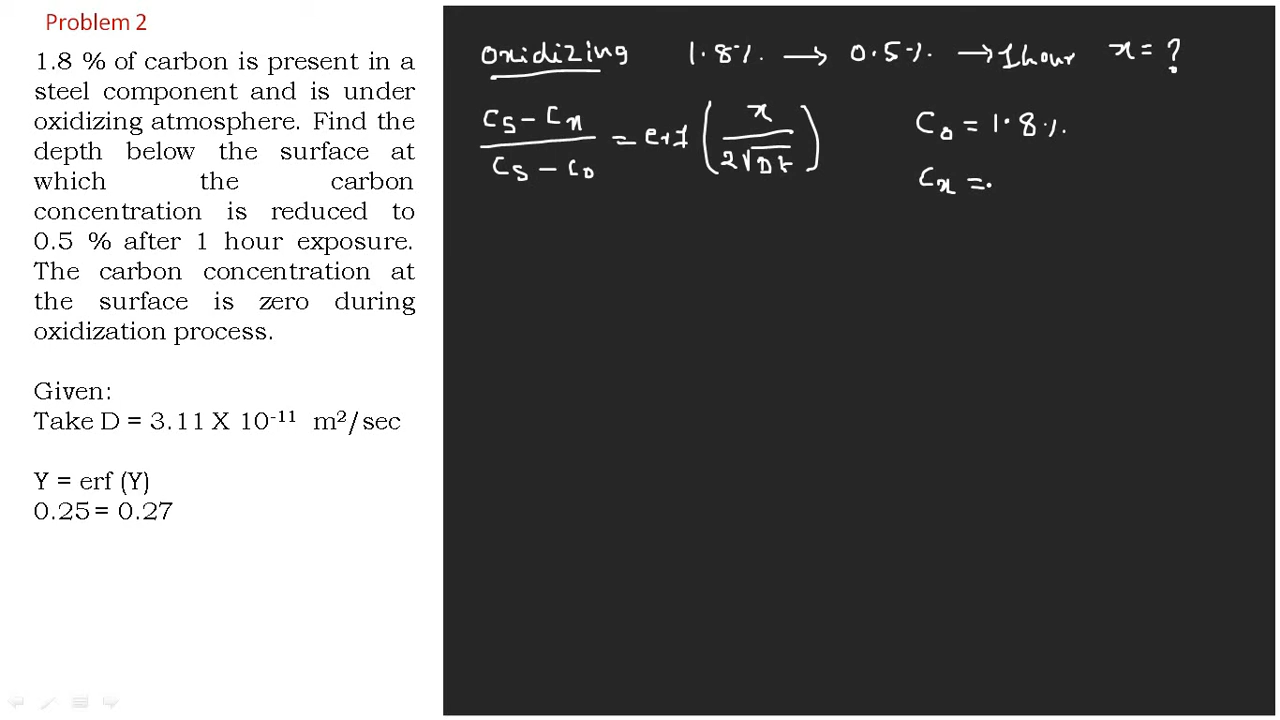 Problem 2
1.8 % of carbon is present in a
steel component and is under
oxidizing atmosphere. Find the
depth below the surface at
which the carbon
concentration is reduced to
0.5 % after 1 hour exposure.
The carbon concentration at
the surface is zero during
oxidization process.
Given:
Take D = 3.11 X 10⁻¹¹ m²/sec
Y = erf (Y)
0.25 = 0.27
Oxidizing 1.8% → 0.5% → 1 hour x = ?
(Cs − Cx)/(Cs − C0) = erf (x/(2√Dt)) C0 = 1.8%
Cx =